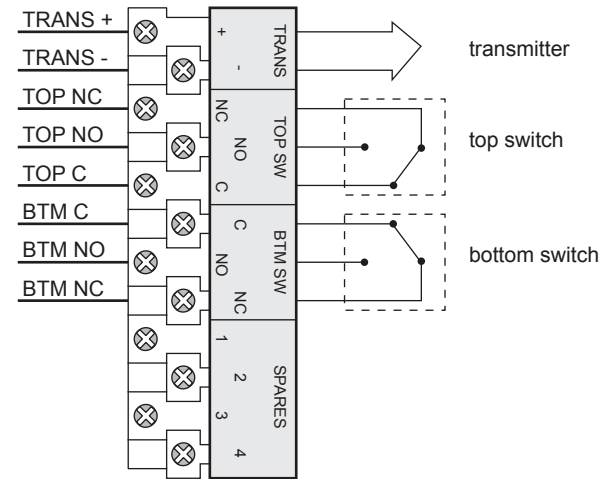 TRANS +
TRANS -
TOP NC
TOP NO
TOP C
BTM C
BTM NO
BTM NC
+
-
TRANS
NC
NO
C
TOP SW
C
NO
NC
BTM SW
1
2
3
4
SPARES
transmitter
top switch
bottom switch